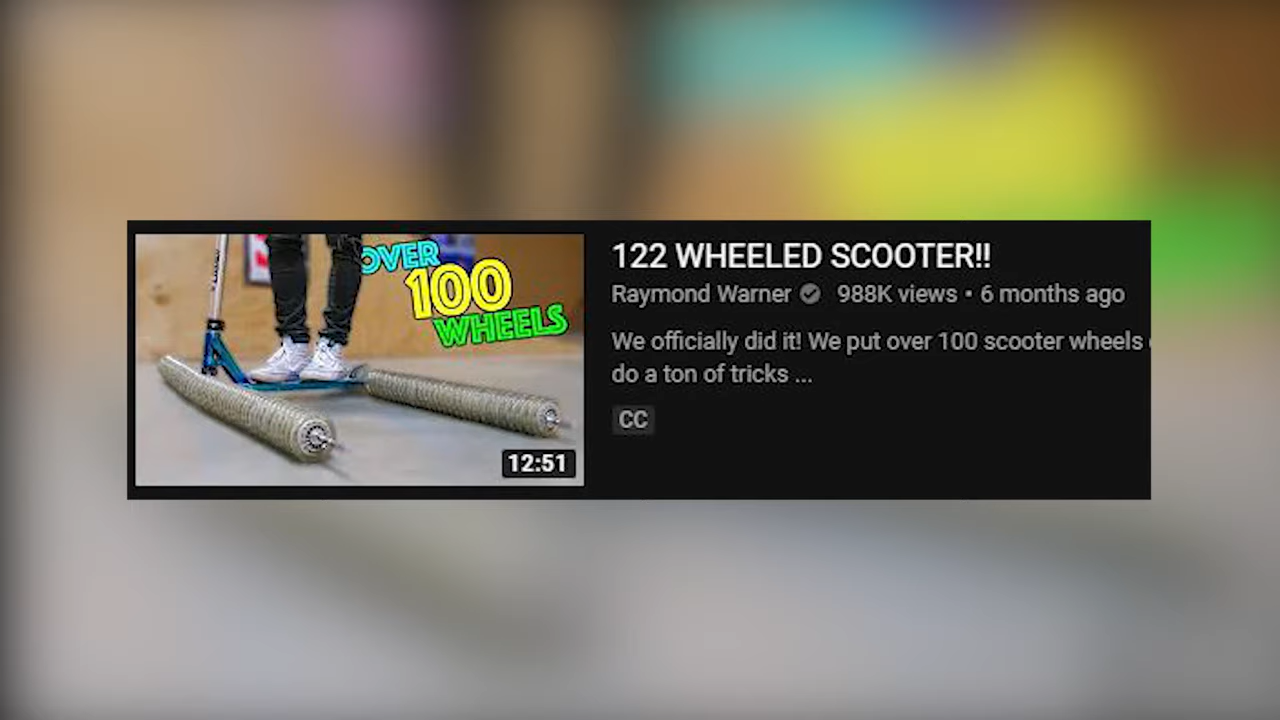 OVER
100
WHEELS
12:51
122 WHEELED SCOOTER!!
Raymond Warner 988K views • 6 months ago
We officially did it! We put over 100 scooter wheels
do a ton of tricks ...
CC